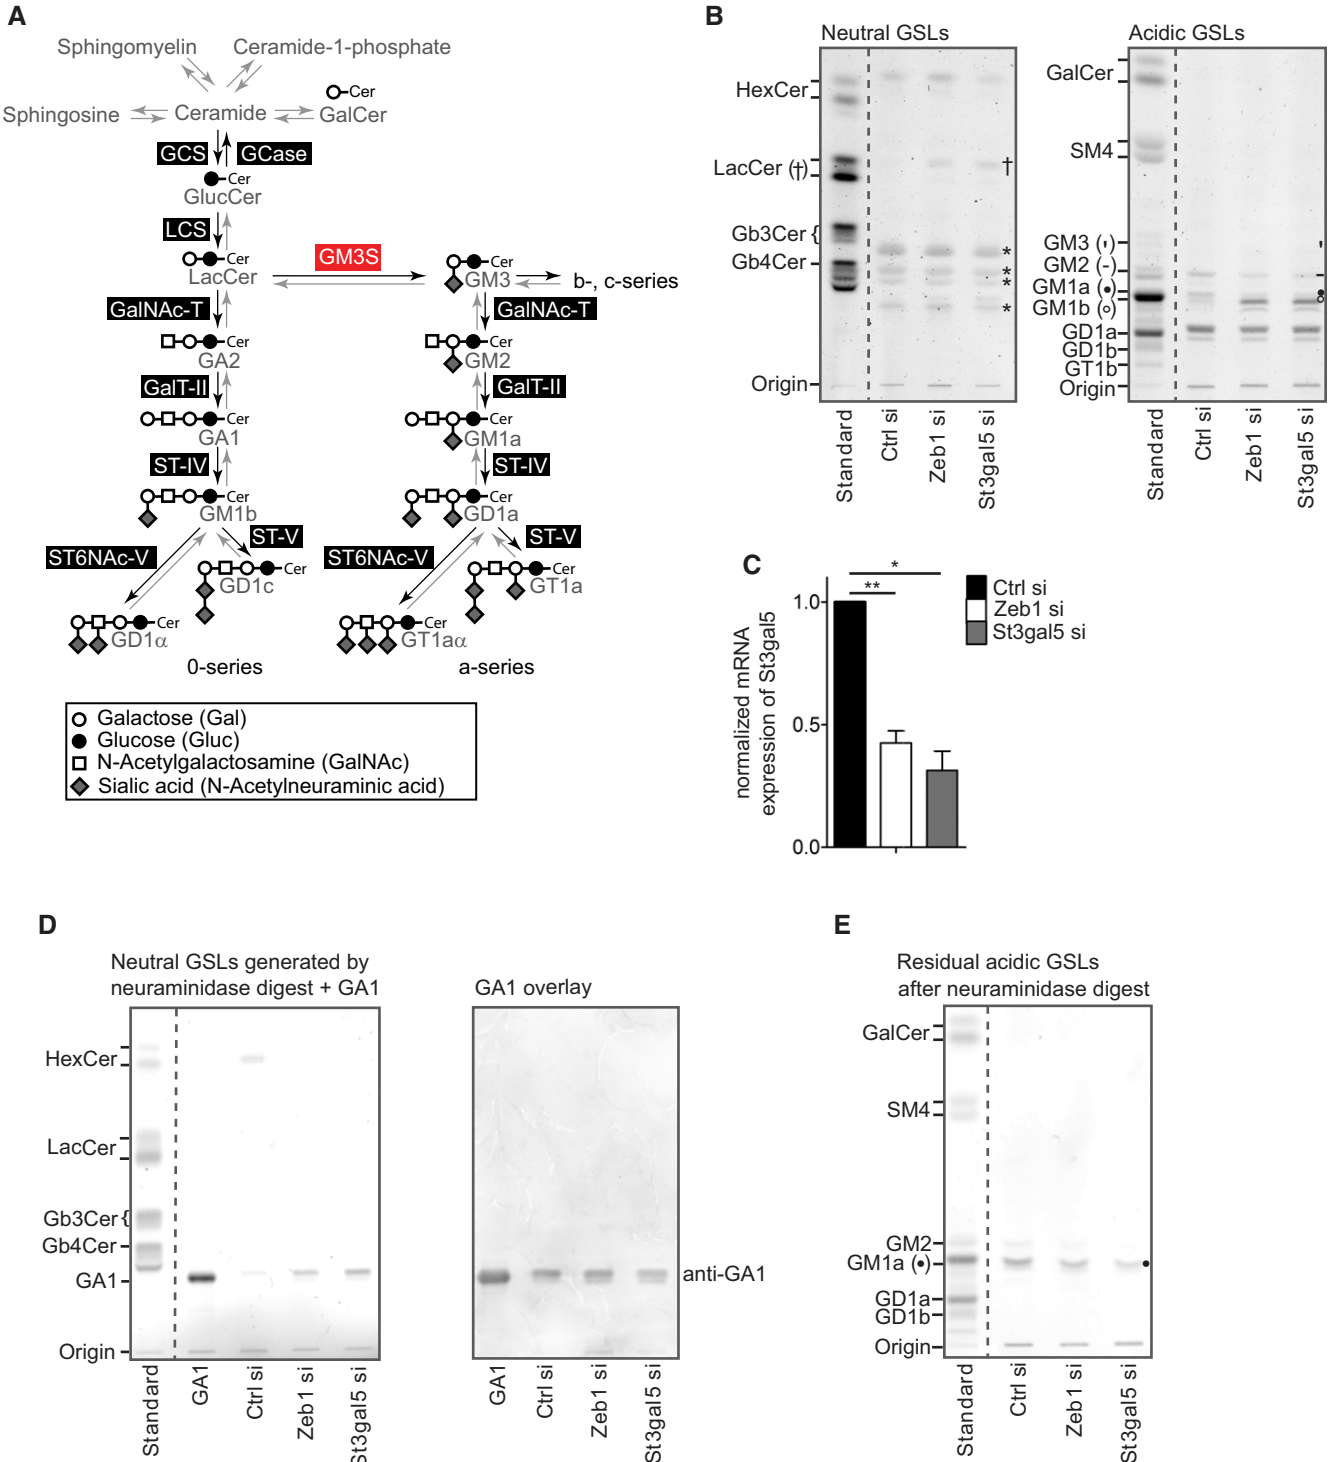 A
Sphingomyelin
Ceramide-1-phosphate
Cer
Sphingosine
Ceramide
GalCer
GCS
GCase
Cer
GlucCer
LCS
Cer
LacCer
GM3S
Cer
GM3
b-, c-series
GalNAc-T
GalNAc-T
Cer
GA2
Cer
GM2
GalT-II
GalT-II
Cer
GA1
Cer
GM1a
ST-IV
ST-IV
Cer
GM1b
Cer
GD1a
ST6NAc-V
ST-V
ST6NAc-V
ST-V
Cer
GD1c
Cer
GT1a
Cer
GD1α
Cer
GT1aα
0-series
a-series
Galactose (Gal)
Glucose (Gluc)
N-Acetylgalactosamine (GalNAc)
Sialic acid (N-Acetylneuraminic acid)
B
Neutral GSLs
HexCer
LacCer (†)
†
Gb3Cer {
Gb4Cer
*
*
*
*
Origin
Standard
Ctrl si
Zeb1 si
St3gal5 si
Acidic GSLs
GalCer
SM4
GM3 (')
GM2 (-)
GM1a (•)
GM1b (∘)
GD1a
GD1b
GT1b
Origin
Standard
Ctrl si
Zeb1 si
St3gal5 si
C
normalized mRNA
expression of St3gal5
1.0
0.5
0.0
*
**
Ctrl si
Zeb1 si
St3gal5 si
D
Neutral GSLs generated by
neuraminidase digest + GA1
HexCer
LacCer
Gb3Cer {
Gb4Cer
GA1
Origin
Standard
GA1
Ctrl si
Zeb1 si
St3gal5 si
GA1 overlay
anti-GA1
GA1
Ctrl si
Zeb1 si
St3gal5 si
E
Residual acidic GSLs
after neuraminidase digest
GalCer
SM4
GM2
GM1a (•)
•
GD1a
GD1b
Origin
Standard
Ctrl si
Zeb1 si
St3gal5 si